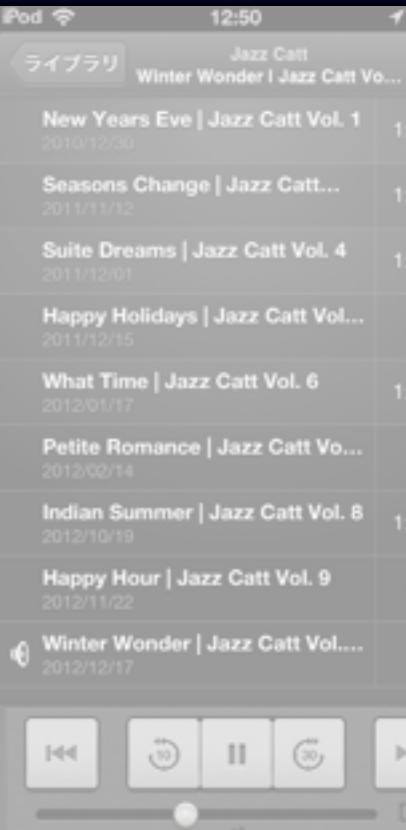 iPod 12:50
ライブラリ
Jazz Catt
Winter Wonder | Jazz Catt Vo...
New Years Eve | Jazz Catt Vol. 1
2010/12/30
Seasons Change | Jazz Catt...
2011/11/12
Suite Dreams | Jazz Catt Vol. 4
2011/12/01
Happy Holidays | Jazz Catt Vol...
2011/12/15
What Time | Jazz Catt Vol. 6
2012/01/17
Petite Romance | Jazz Catt Vo...
2012/02/14
Indian Summer | Jazz Catt Vol. 8
2012/10/19
Happy Hour | Jazz Catt Vol. 9
2012/11/22
Winter Wonder | Jazz Catt Vol....
2012/12/17
10 30